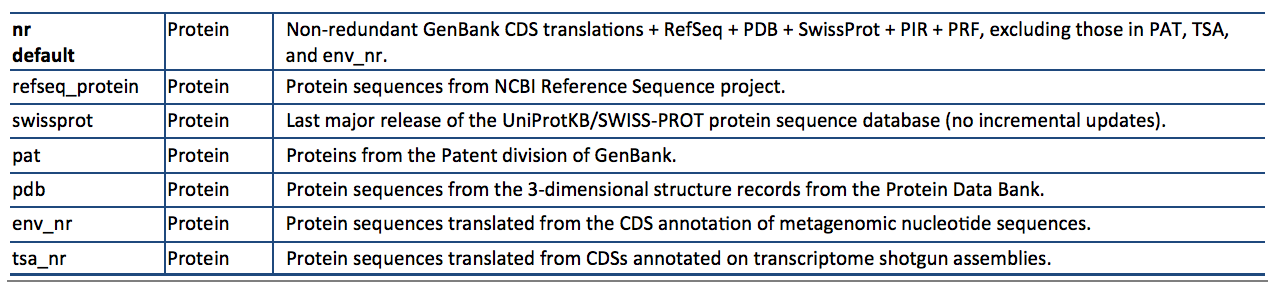 nr Protein Non-redundant GenBank CDS translations + RefSeq + PDB + SwissProt + PIR + PRF, excluding those in PAT, TSA,
default and env_nr.
refseq_protein Protein Protein sequences from NCBI Reference Sequence project.
swissprot Protein Last major release of the UniProtKB/SWISS-PROT protein sequence database (no incremental updates).
pat Protein Proteins from the Patent division of GenBank.
pdb Protein Protein sequences from the 3-dimensional structure records from the Protein Data Bank.
env_nr Protein Protein sequences translated from the CDS annotation of metagenomic nucleotide sequences.
tsa_nr Protein Protein sequences translated from CDSs annotated on transcriptome shotgun assemblies.